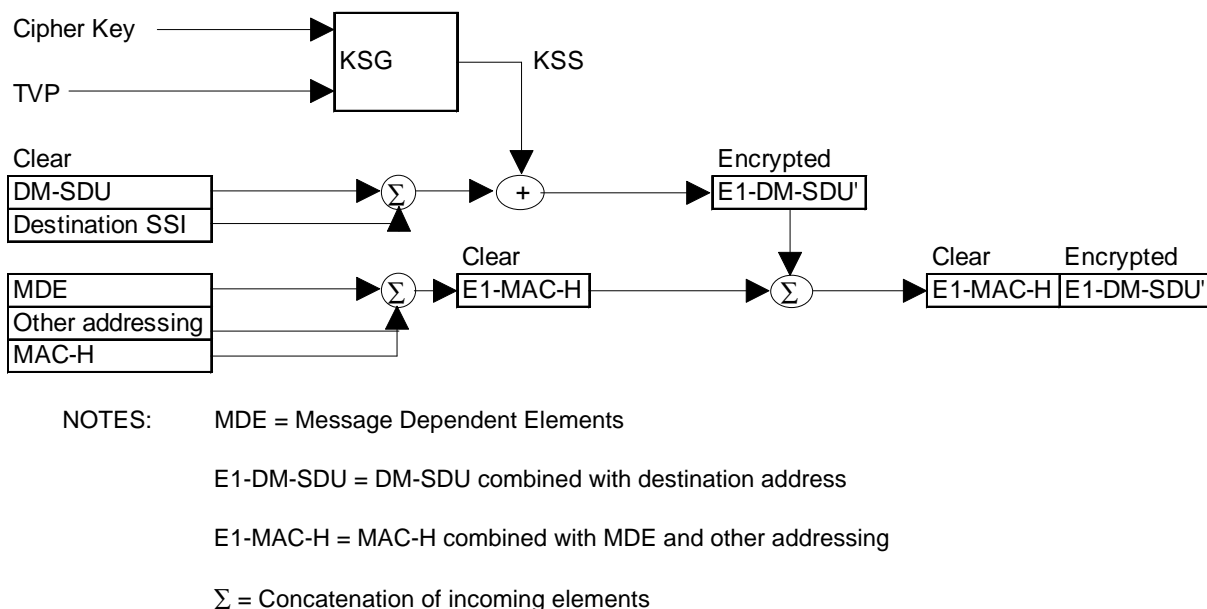 Cipher Key
KSG
KSS
TVP
Clear
DM-SDU
Destination SSI
Σ
+
Encrypted
E1-DM-SDU'
MDE
Other addressing
MAC-H
Σ
Clear
E1-MAC-H
Σ
Clear Encrypted
E1-MAC-H E1-DM-SDU'
NOTES: MDE = Message Dependent Elements
E1-DM-SDU = DM-SDU combined with destination address
E1-MAC-H = MAC-H combined with MDE and other addressing
Σ = Concatenation of incoming elements